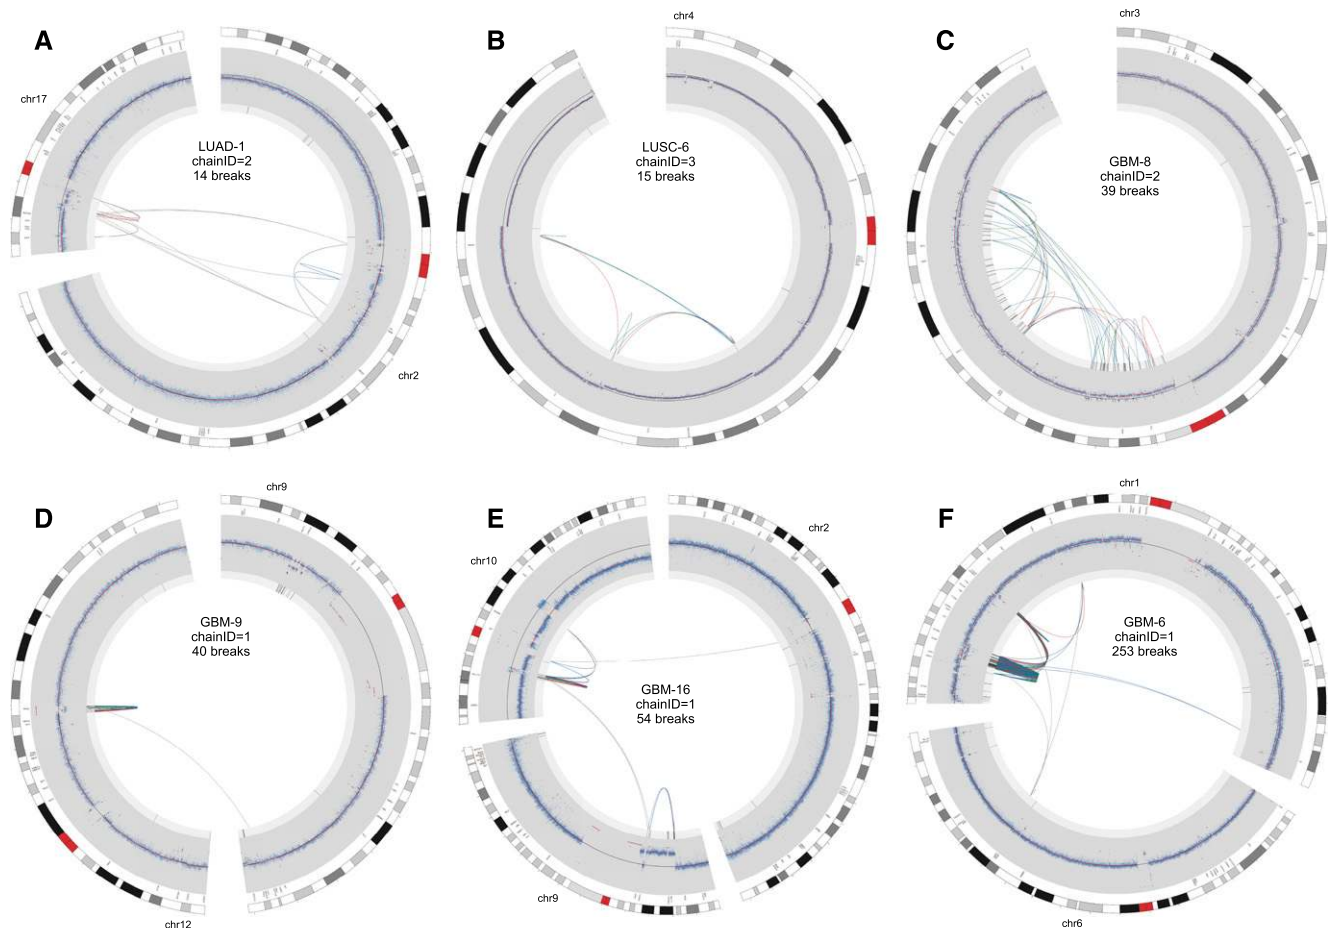 A
chr17
LUAD-1
chainID=2
14 breaks
chr2
B
chr4
LUSC-6
chainID=3
15 breaks
C
chr3
GBM-8
chainID=2
39 breaks
D
chr9
GBM-9
chainID=1
40 breaks
chr12
E
chr2
chr10
GBM-16
chainID=1
54 breaks
chr9
F
chr1
GBM-6
chainID=1
253 breaks
chr6